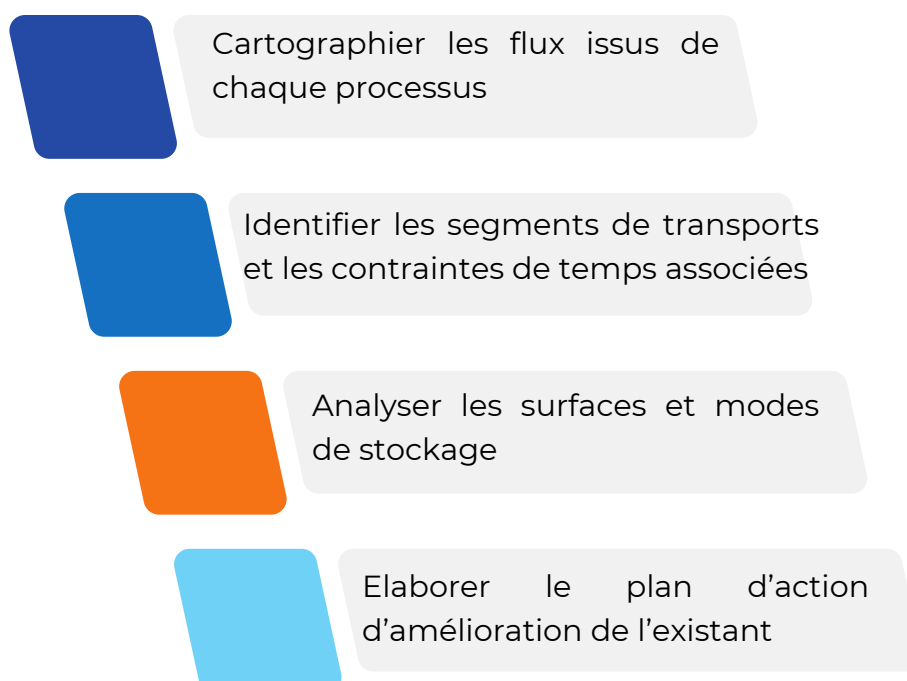 Cartographier les flux issus de
chaque processus
Identifier les segments de transports
et les contraintes de temps associées
Analyser les surfaces et modes
de stockage
Elaborer le plan d’action
d’amélioration de l’existant